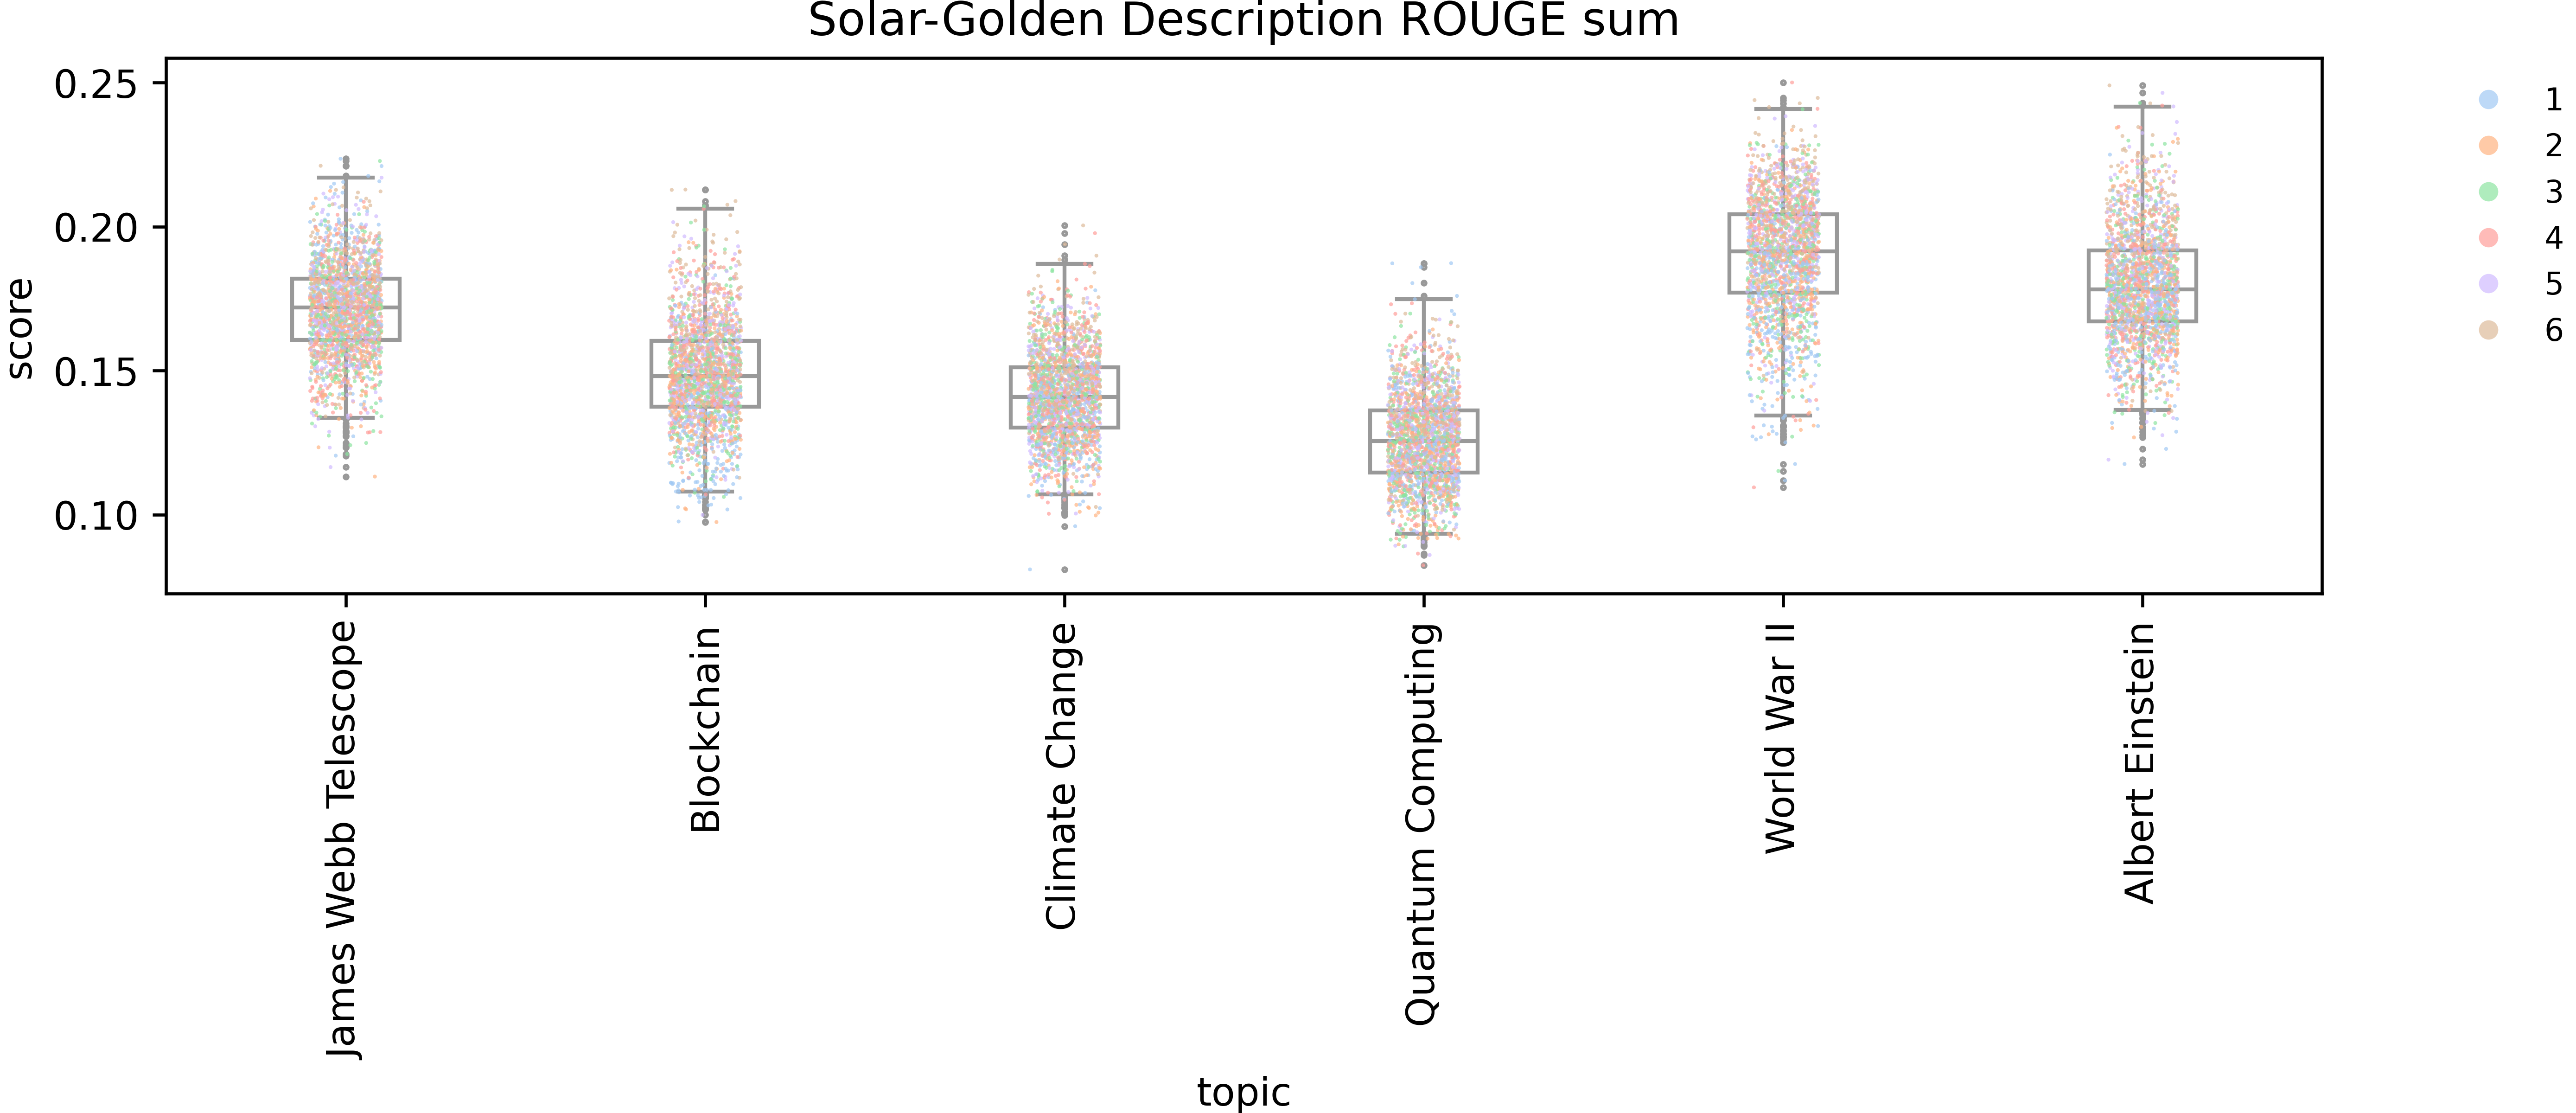 Solar-Golden Description ROUGE sum
score
0.25
0.20
0.15
0.10
James Webb Telescope
Blockchain
Climate Change
Quantum Computing
World War II
Albert Einstein
topic
1
2
3
4
5
6